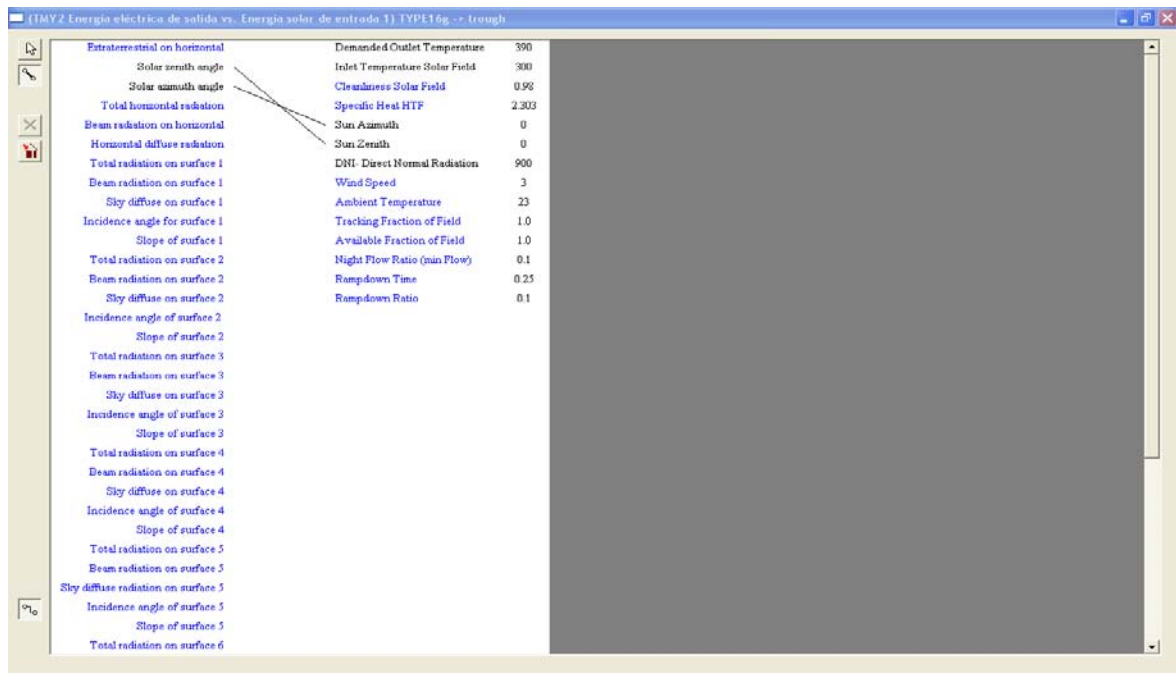 (TMY2 Energía eléctrica de salida vs. Energía solar de entrada 1) TYPE16g -> trough
Extraterrestrial on horizontal Demanded Outlet Temperature 390
Solar zenith angle Inlet Temperature Solar Field 300
Solar azimuth angle Cleanliness Solar Field 0.98
Total horizontal radiation Specific Heat HTF 2.303
Beam radiation on horizontal Sun Azimuth 0
Horizontal diffuse radiation Sun Zenith 0
Total radiation on surface 1 DNI- Direct Normal Radiation 900
Beam radiation on surface 1 Wind Speed 3
Sky diffuse on surface 1 Ambient Temperature 23
Incidence angle for surface 1 Tracking Fraction of Field 1.0
Slope of surface 1 Available Fraction of Field 1.0
Total radiation on surface 2 Night Flow Ratio (min Flow) 0.1
Beam radiation on surface 2 Rampdown Time 0.25
Sky diffuse on surface 2 Rampdown Ratio 0.1
Incidence angle of surface 2
Slope of surface 2
Total radiation on surface 3
Beam radiation on surface 3
Sky diffuse on surface 3
Incidence angle of surface 3
Slope of surface 3
Total radiation on surface 4
Beam radiation on surface 4
Sky diffuse on surface 4
Incidence angle of surface 4
Slope of surface 4
Total radiation on surface 5
Beam radiation on surface 5
Sky diffuse radiation on surface 5
Incidence angle of surface 5
Slope of surface 5
Total radiation on surface 6